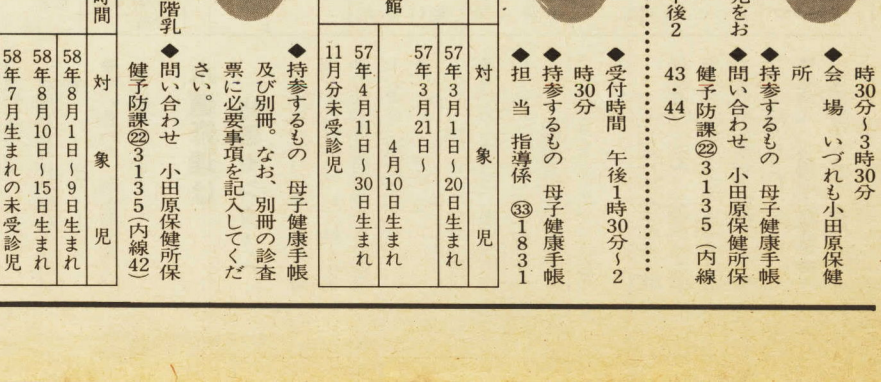 時30分～3時30分
◆会　場　いづれも小田原保健
所
◆持参するもの　母子健康手帳
◆問い合わせ　小田原保健所保
健予防課㉒3135（内線
43・44）
午後2
◆受付時間　午後1時30分～2
時30分
◆持参するもの　母子健康手帳
◆担　当　指導係　㉝1831
館
対象児
57年3月1日～20日生まれ
57年3月21日～
4月10日生まれ
57年4月11日～30日生まれ
11月分未受診児
◆持参するもの　母子健康手帳
及び別冊。なお、別冊の診査
票に必要事項を記入してくだ
さい。
◆問い合わせ　小田原保健所保
健予防課㉒3135（内線42）
階乳
時間
対象児
58年8月1日～9日生まれ
58年8月10日～15日生まれ
58年7月生まれの未受診児